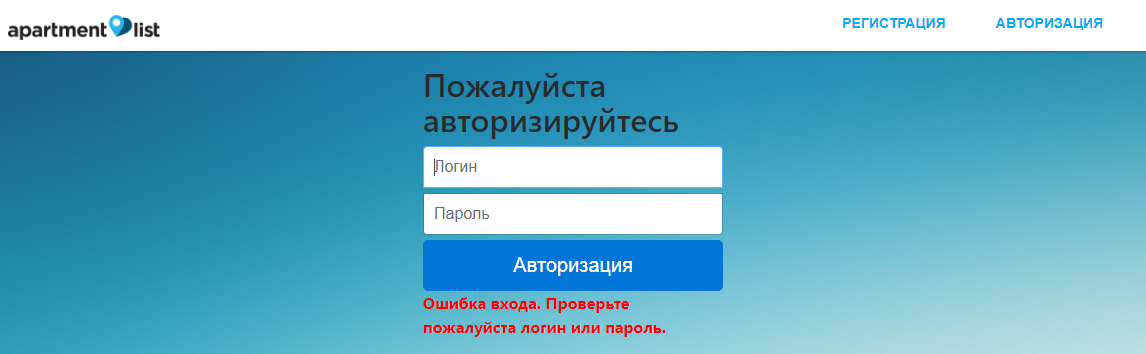 apartment list
РЕГИСТРАЦИЯ
АВТОРИЗАЦИЯ
Пожалуйста
авторизируйтесь
Логин
Пароль
Авторизация
Ошибка входа. Проверьте
пожалуйста логин или пароль.